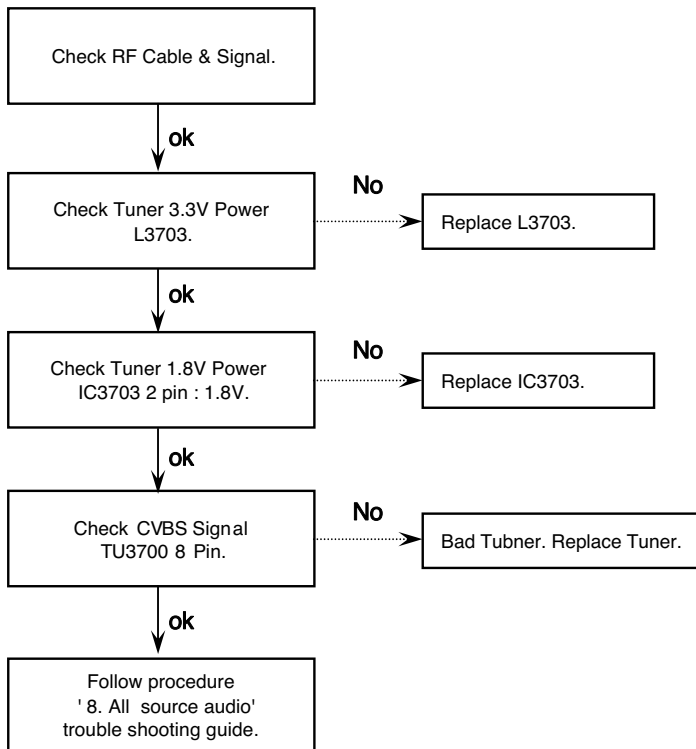 Check RF Cable & Signal.
ok
Check Tuner 3.3V Power
L3703.
No
Replace L3703.
ok
Check Tuner 1.8V Power
IC3703 2 pin : 1.8V.
No
Replace IC3703.
ok
Check CVBS Signal
TU3700 8 Pin.
No
Bad Tubner. Replace Tuner.
ok
Follow procedure
' 8. All source audio'
trouble shooting guide.